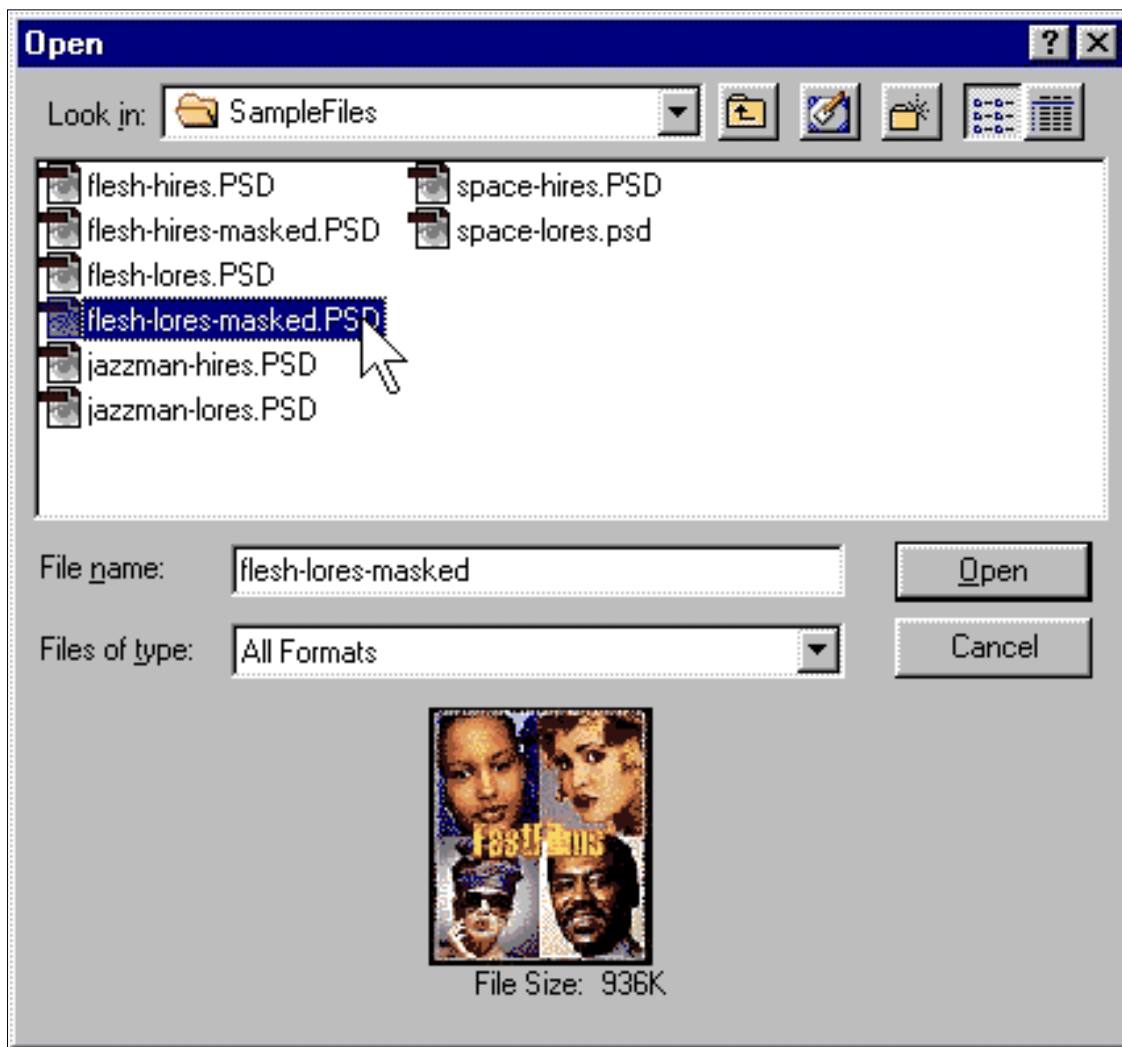 Open
Look in: SampleFiles
flesh-hires.PSD
flesh-hires-masked.PSD
flesh-lores.PSD
flesh-lores-masked.PSD
jazzman-hires.PSD
jazzman-lores.PSD
space-hires.PSD
space-lores.psd
File name: flesh-lores-masked
Open
Files of type: All Formats
Cancel
FastFilms
File Size: 936K